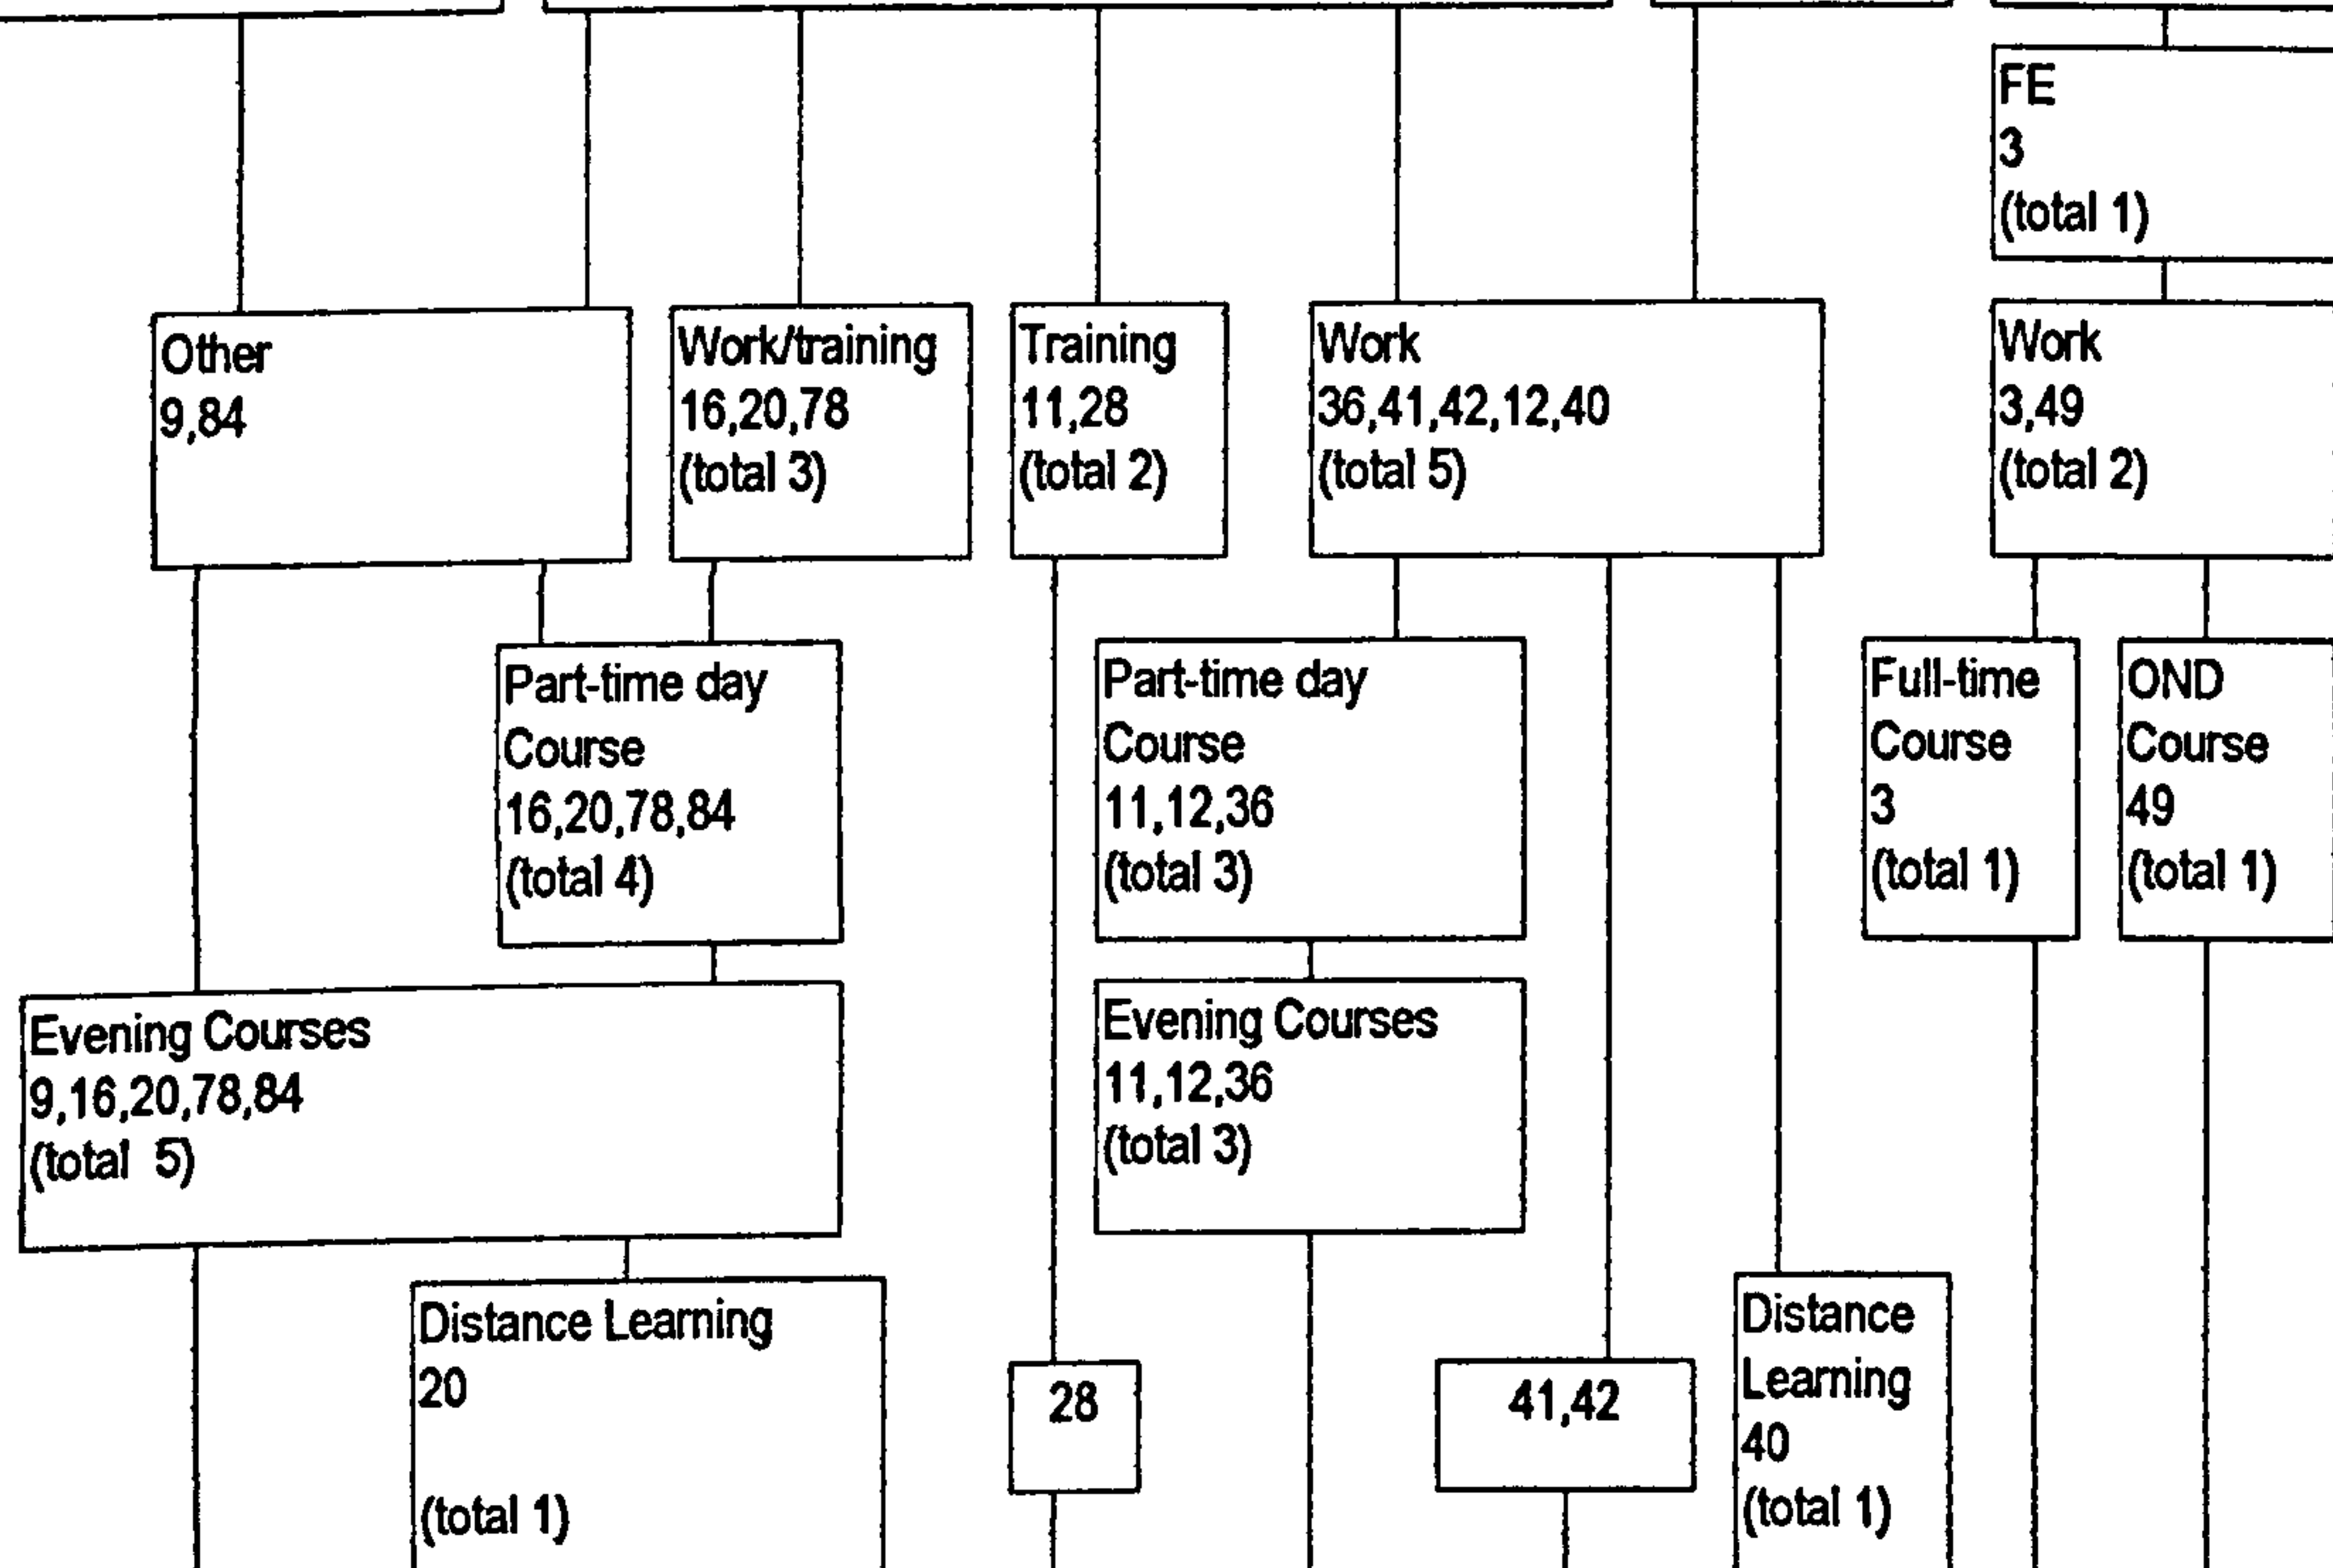 FE
3
(total 1)
Other
9,84
Work/training
16,20,78
(total 3)
Training
11,28
(total 2)
Work
36,41,42,12,40
(total 5)
Work
3,49
(total 2)
Part-time day
Course
16,20,78,84
(total 4)
Part-time day
Course
11,12,36
(total 3)
Full-time
Course
3
(total 1)
OND
Course
49
(total 1)
Evening Courses
9,16,20,78,84
(total  5)
Evening Courses
11,12,36
(total 3)
Distance Learning
20
(total 1)
28
41,42
Distance
Learning
40
(total 1)